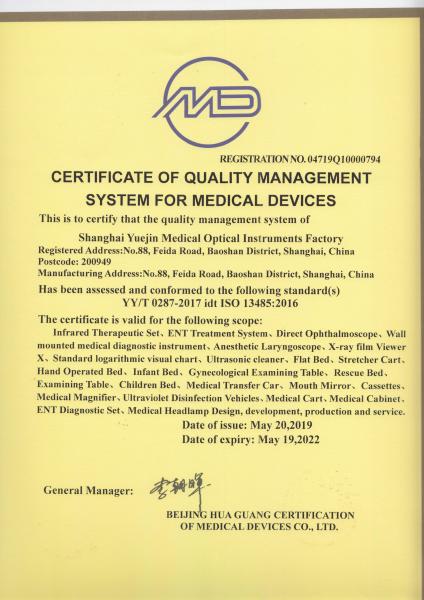 MD
REGISTRATION NO. 04719Q10000794
CERTIFICATE OF QUALITY MANAGEMENT
SYSTEM FOR MEDICAL DEVICES
This is to certify that the quality management system of
Shanghai Yuejin Medical Optical Instruments Factory
Registered Address:No.88, Feida Road, Baoshan District, Shanghai, China
Postcode: 200949
Manufacturing Address:No.88, Feida Road, Baoshan District, Shanghai, China
Has been assessed and conformed to the following standard(s)
YY/T 0287-2017 idt ISO 13485:2016
The certificate is valid for the following scope:
Infrared Therapeutic Set、ENT Treatment System、Direct Ophthalmoscope、Wall
mounted medical diagnostic instrument、Anesthetic Laryngoscope、X-ray film Viewer
X、Standard logarithmic visual chart、Ultrasonic cleaner、Flat Bed、Stretcher Cart、
Hand Operated Bed、Infant Bed、Gynecological Examining Table、Rescue Bed、
Examining Table、Children Bed、Medical Transfer Car、Mouth Mirror、Cassettes、
Medical Magnifier、Ultraviolet Disinfection Vehicles、Medical Cart、Medical Cabinet、
ENT Diagnostic Set、Medical Headlamp Design, development, production and service.
Date of issue: May 20,2019
Date of expiry: May 19,2022
General Manager: 李朝晖
BEIJING HUA GUANG CERTIFICATION
OF MEDICAL DEVICES CO., LTD.